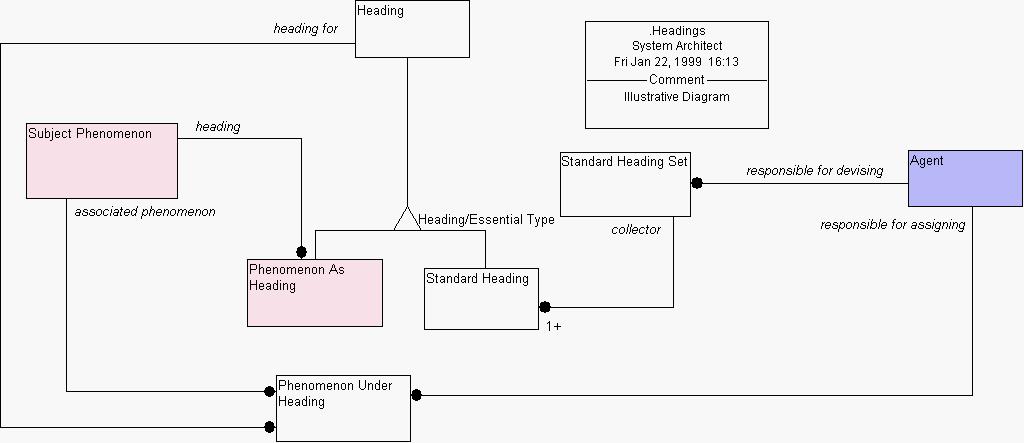 Heading
heading for
.Headings
System Architect
Fri Jan 22, 1999 16:13
Comment
Illustrative Diagram
Subject Phenomenon
heading
Standard Heading Set
responsible for devising
Agent
associated phenomenon
Heading/Essential Type
collector
responsible for assigning
Phenomenon As
Heading
Standard Heading
1+
Phenomenon Under
Heading